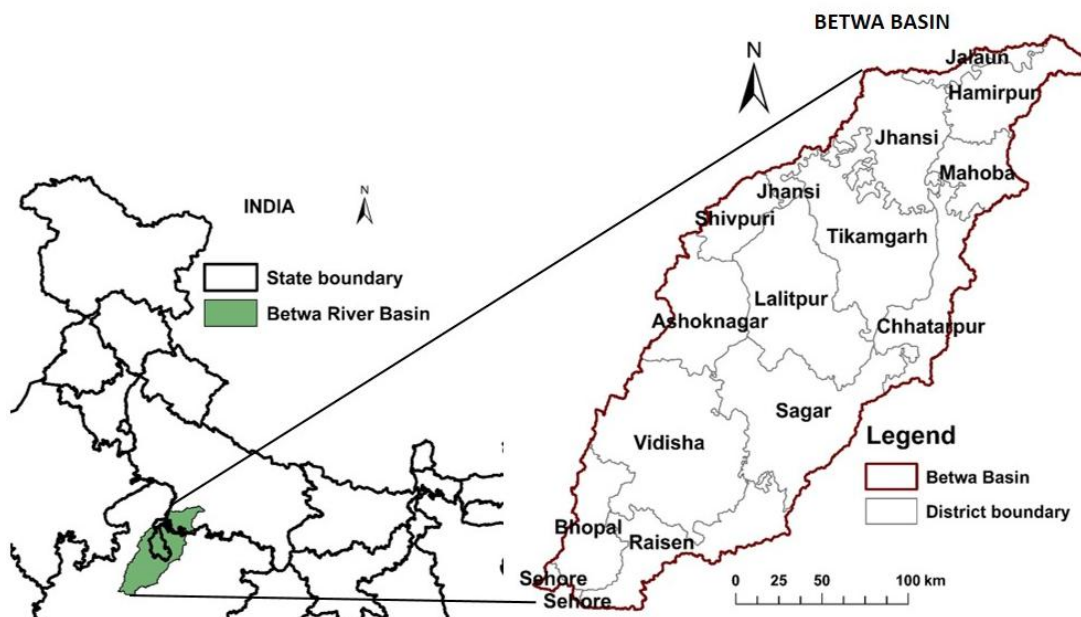 BETWA BASIN
N
Jalaun
Hamirpur
Jhansi
Mahoba
Jhansi
Shivpuri
Tikamgarh
Lalitpur
Ashoknagar
Chhatarpur
Sagar
Vidisha
Bhopal
Raisen
Sehore
Sehore
Legend
Betwa Basin
District boundary
0 25 50 100 km
INDIA
N
State boundary
Betwa River Basin